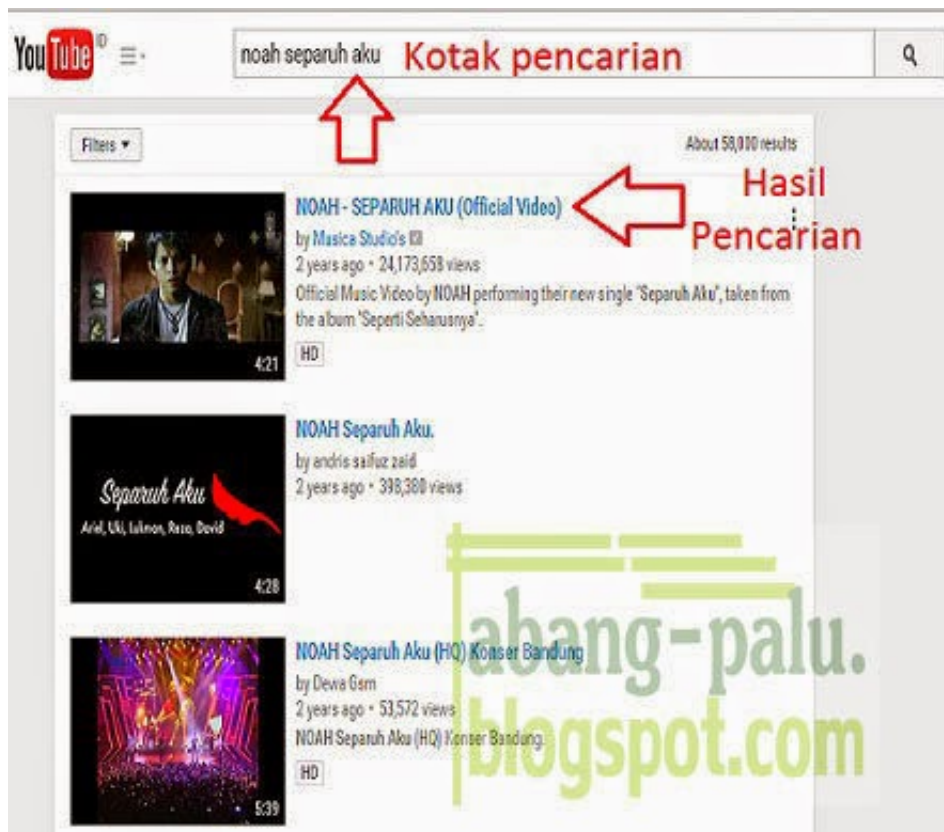 YouTube ID
noah separuh aku Kotak pencarian
Filters
About 58,000 results
NOAH - SEPARUH AKU (Official Video)
Hasil
Pencarian
by Musica Studio's
2 years ago • 24,173,658 views
Official Music Video by NOAH performing their new single "Separuh Aku", taken from
the album "Seperti Seharusnya".
HD
4:21
NOAH Separuh Aku.
by andris saifuz zaid
2 years ago • 398,380 views
Separuh Aku
Ariel, Uki, Lukman, Reza, David
4:28
NOAH Separuh Aku (HQ) Konser Bandung
by Dewa Gsm
2 years ago • 53,572 views
NOAH Separuh Aku (HQ) Konser Bandung.
HD
5:39
abang-palu.
blogspot.com